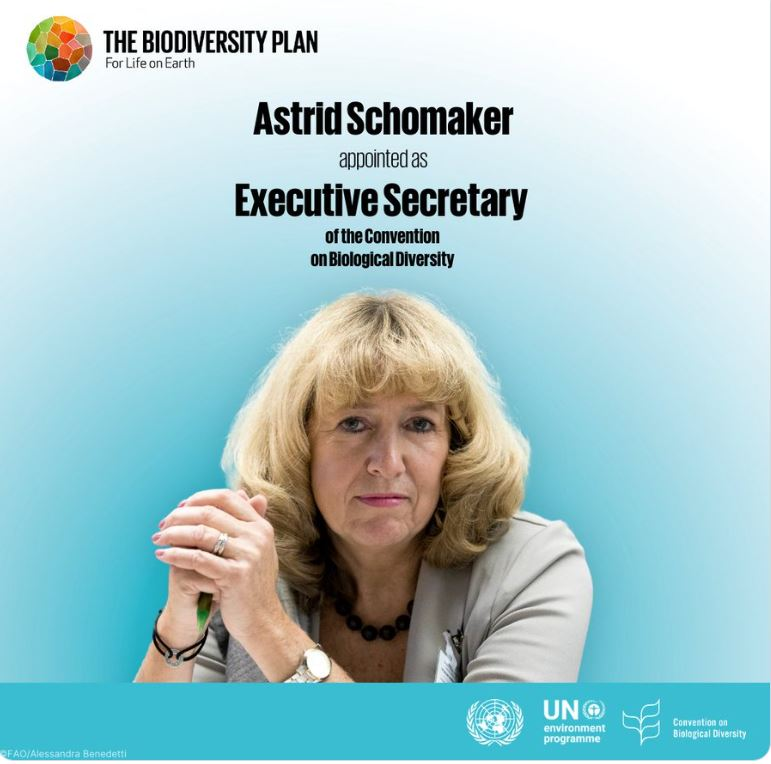 THE BIODIVERSITY PLAN
For Life on Earth
Astrid Schomaker
appointed as
Executive Secretary
of the Convention
on Biological Diversity
UN
environment
programme
Convention on
Biological Diversity
©FAO/Alessandra Benedetti